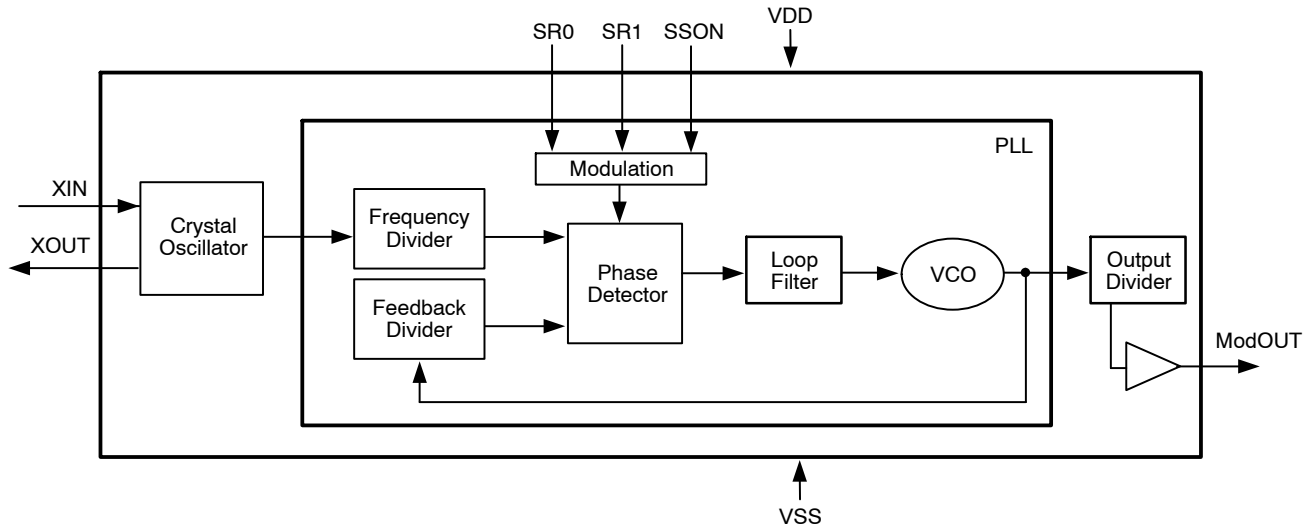 VDD
SR0 SR1 SSON
PLL
Modulation
XIN
XOUT
Crystal
Oscillator
Frequency
Divider
Feedback
Divider
Phase
Detector
Loop
Filter
VCO
Output
Divider
ModOUT
VSS